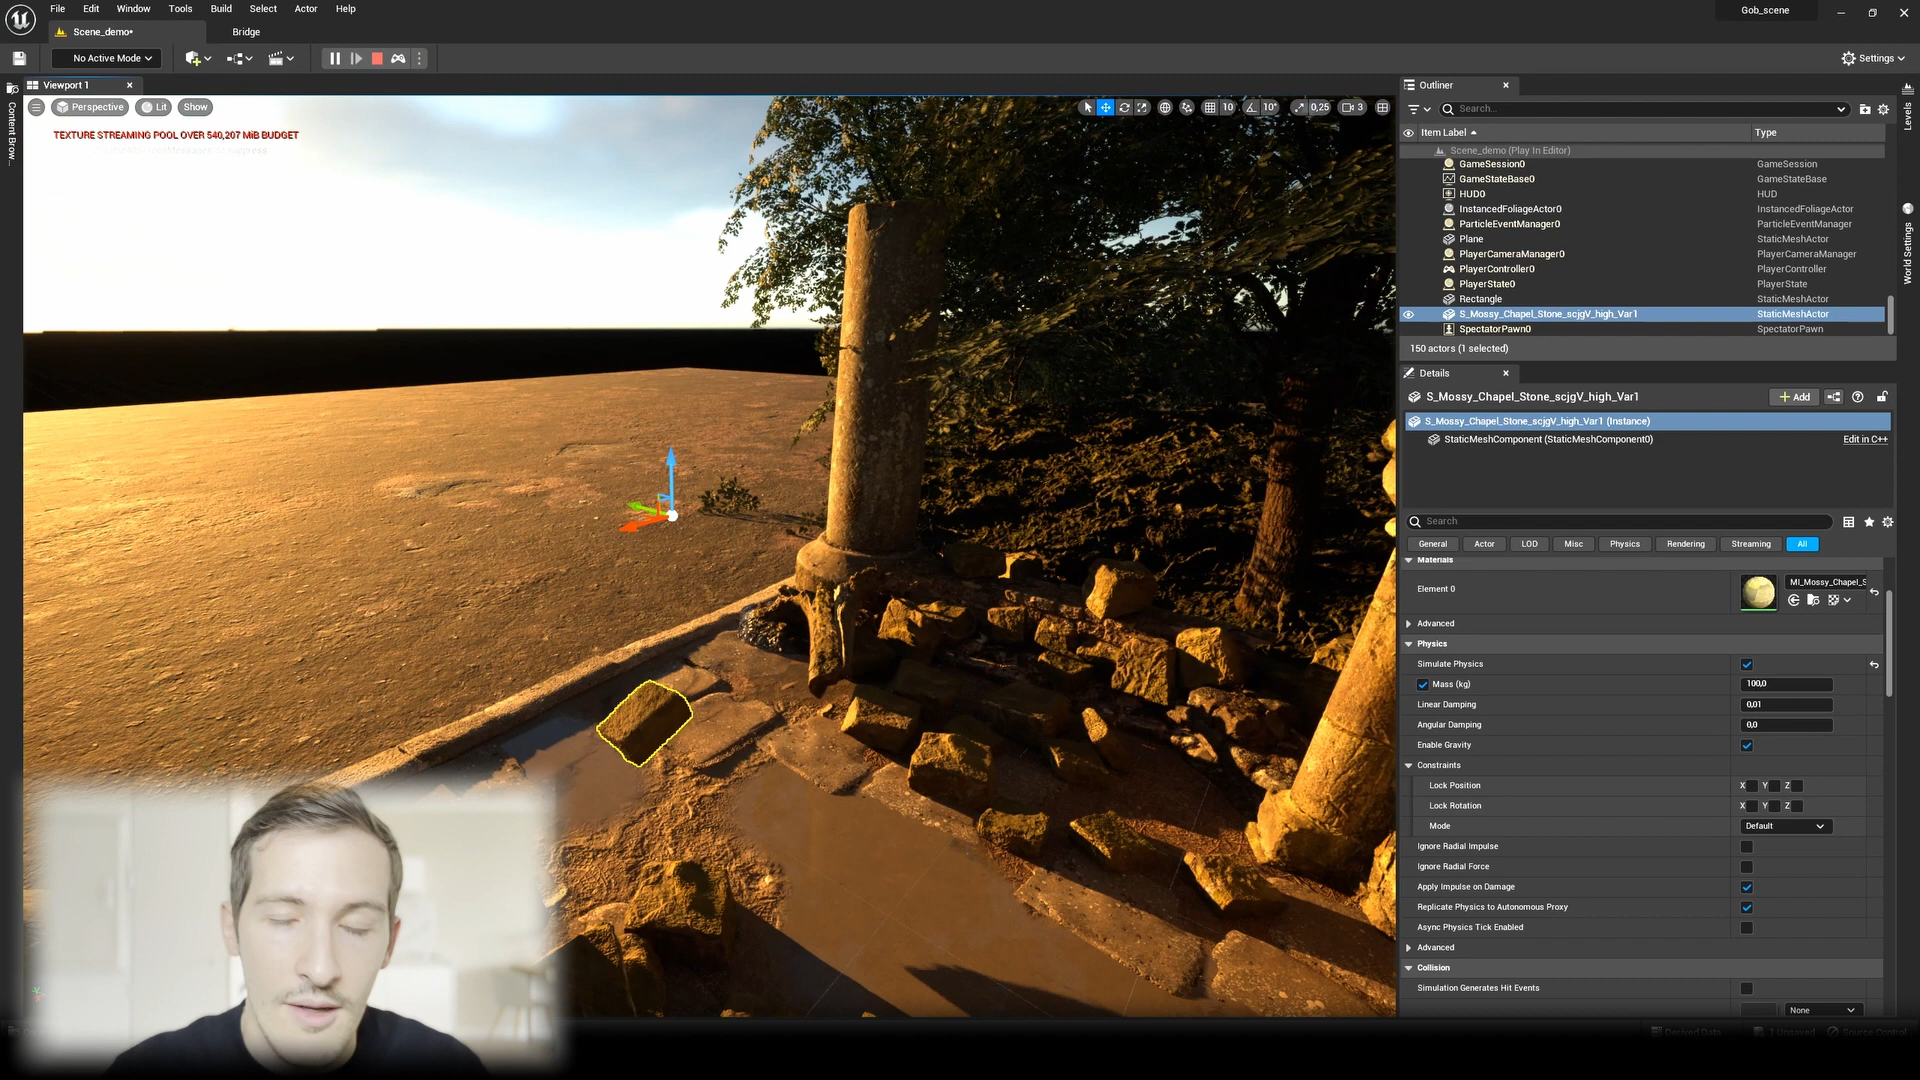 File Edit Window Tools Build Select Actor Help
Gob_scene
Scene_demo•
Bridge
No Active Mode
Settings
Viewport 1
Perspective Lit Show
10 10° 0,25 3
TEXTURE STREAMING POOL OVER 540,207 MiB BUDGET
Content Brow...
Outliner
Search...
Item Label Type
Scene_demo (Play In Editor)
GameSession0 GameSession
GameStateBase0 GameStateBase
HUD0 HUD
InstancedFoliageActor0 InstancedFoliageActor
ParticleEventManager0 ParticleEventManager
Plane StaticMeshActor
PlayerCameraManager0 PlayerCameraManager
PlayerController0 PlayerController
PlayerState0 PlayerState
Rectangle StaticMeshActor
S_Mossy_Chapel_Stone_scjgV_high_Var1 StaticMeshActor
SpectatorPawn0 SpectatorPawn
150 actors (1 selected)
Levels
World Settings
Details
S_Mossy_Chapel_Stone_scjgV_high_Var1
Add
S_Mossy_Chapel_Stone_scjgV_high_Var1 (Instance)
StaticMeshComponent (StaticMeshComponent0) Edit in C++
Search
General Actor LOD Misc Physics Rendering Streaming All
Materials
Element 0 MI_Mossy_Chapel_S
Advanced
Physics
Simulate Physics
Mass (kg) 100,0
Linear Damping 0,01
Angular Damping 0,0
Enable Gravity
Constraints
Lock Position X Y Z
Lock Rotation X Y Z
Mode Default
Ignore Radial Impulse
Ignore Radial Force
Apply Impulse on Damage
Replicate Physics to Autonomous Proxy
Async Physics Tick Enabled
Advanced
Collision
Simulation Generates Hit Events
None
Derived Data 1 Unsaved Source Control